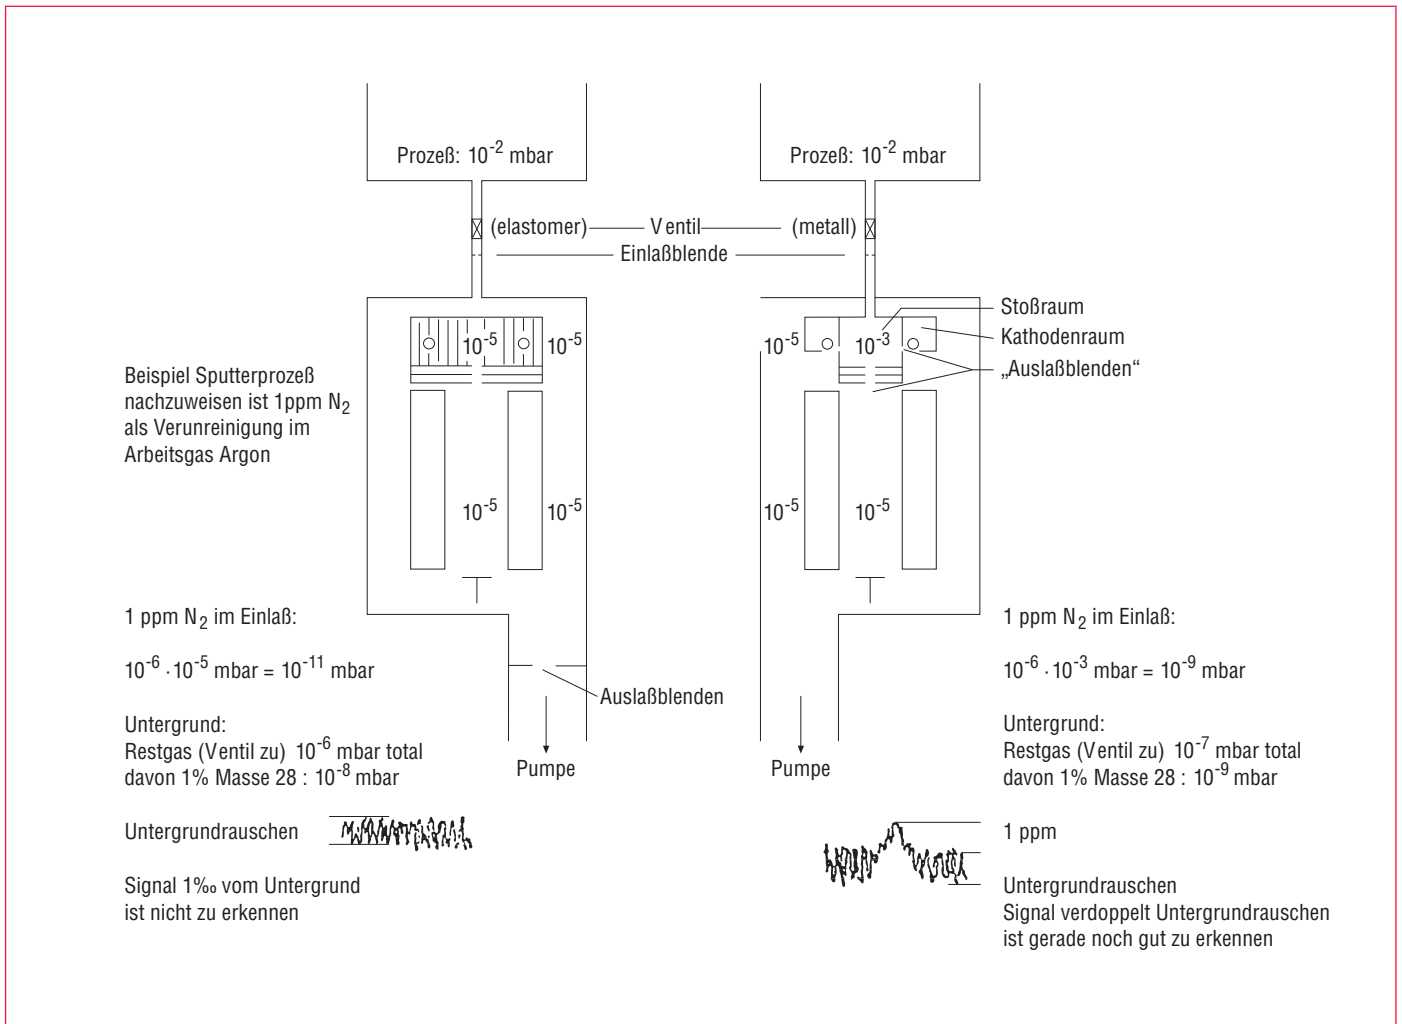 Prozeß: 10⁻² mbar
Prozeß: 10⁻² mbar
(elastomer)
Ventil
(metall)
Einlaßblende
Stoßraum
Kathodenraum
„Auslaßblenden“
10⁻⁵
10⁻⁵
10⁻⁵
10⁻³
Beispiel Sputterprozeß
nachzuweisen ist 1ppm N₂
als Verunreinigung im
Arbeitsgas Argon
10⁻⁵
10⁻⁵
10⁻⁵
10⁻⁵
1 ppm N₂ im Einlaß:
10⁻⁶ · 10⁻⁵ mbar = 10⁻¹¹ mbar
Untergrund:
Restgas (Ventil zu) 10⁻⁶ mbar total
davon 1% Masse 28 : 10⁻⁸ mbar
Untergrundrauschen
Signal 1‰ vom Untergrund
ist nicht zu erkennen
Auslaßblenden
Pumpe
Pumpe
1 ppm N₂ im Einlaß:
10⁻⁶ · 10⁻³ mbar = 10⁻⁹ mbar
Untergrund:
Restgas (Ventil zu) 10⁻⁷ mbar total
davon 1% Masse 28 : 10⁻⁹ mbar
1 ppm
Untergrundrauschen
Signal verdoppelt Untergrundrauschen
ist gerade noch gut zu erkennen